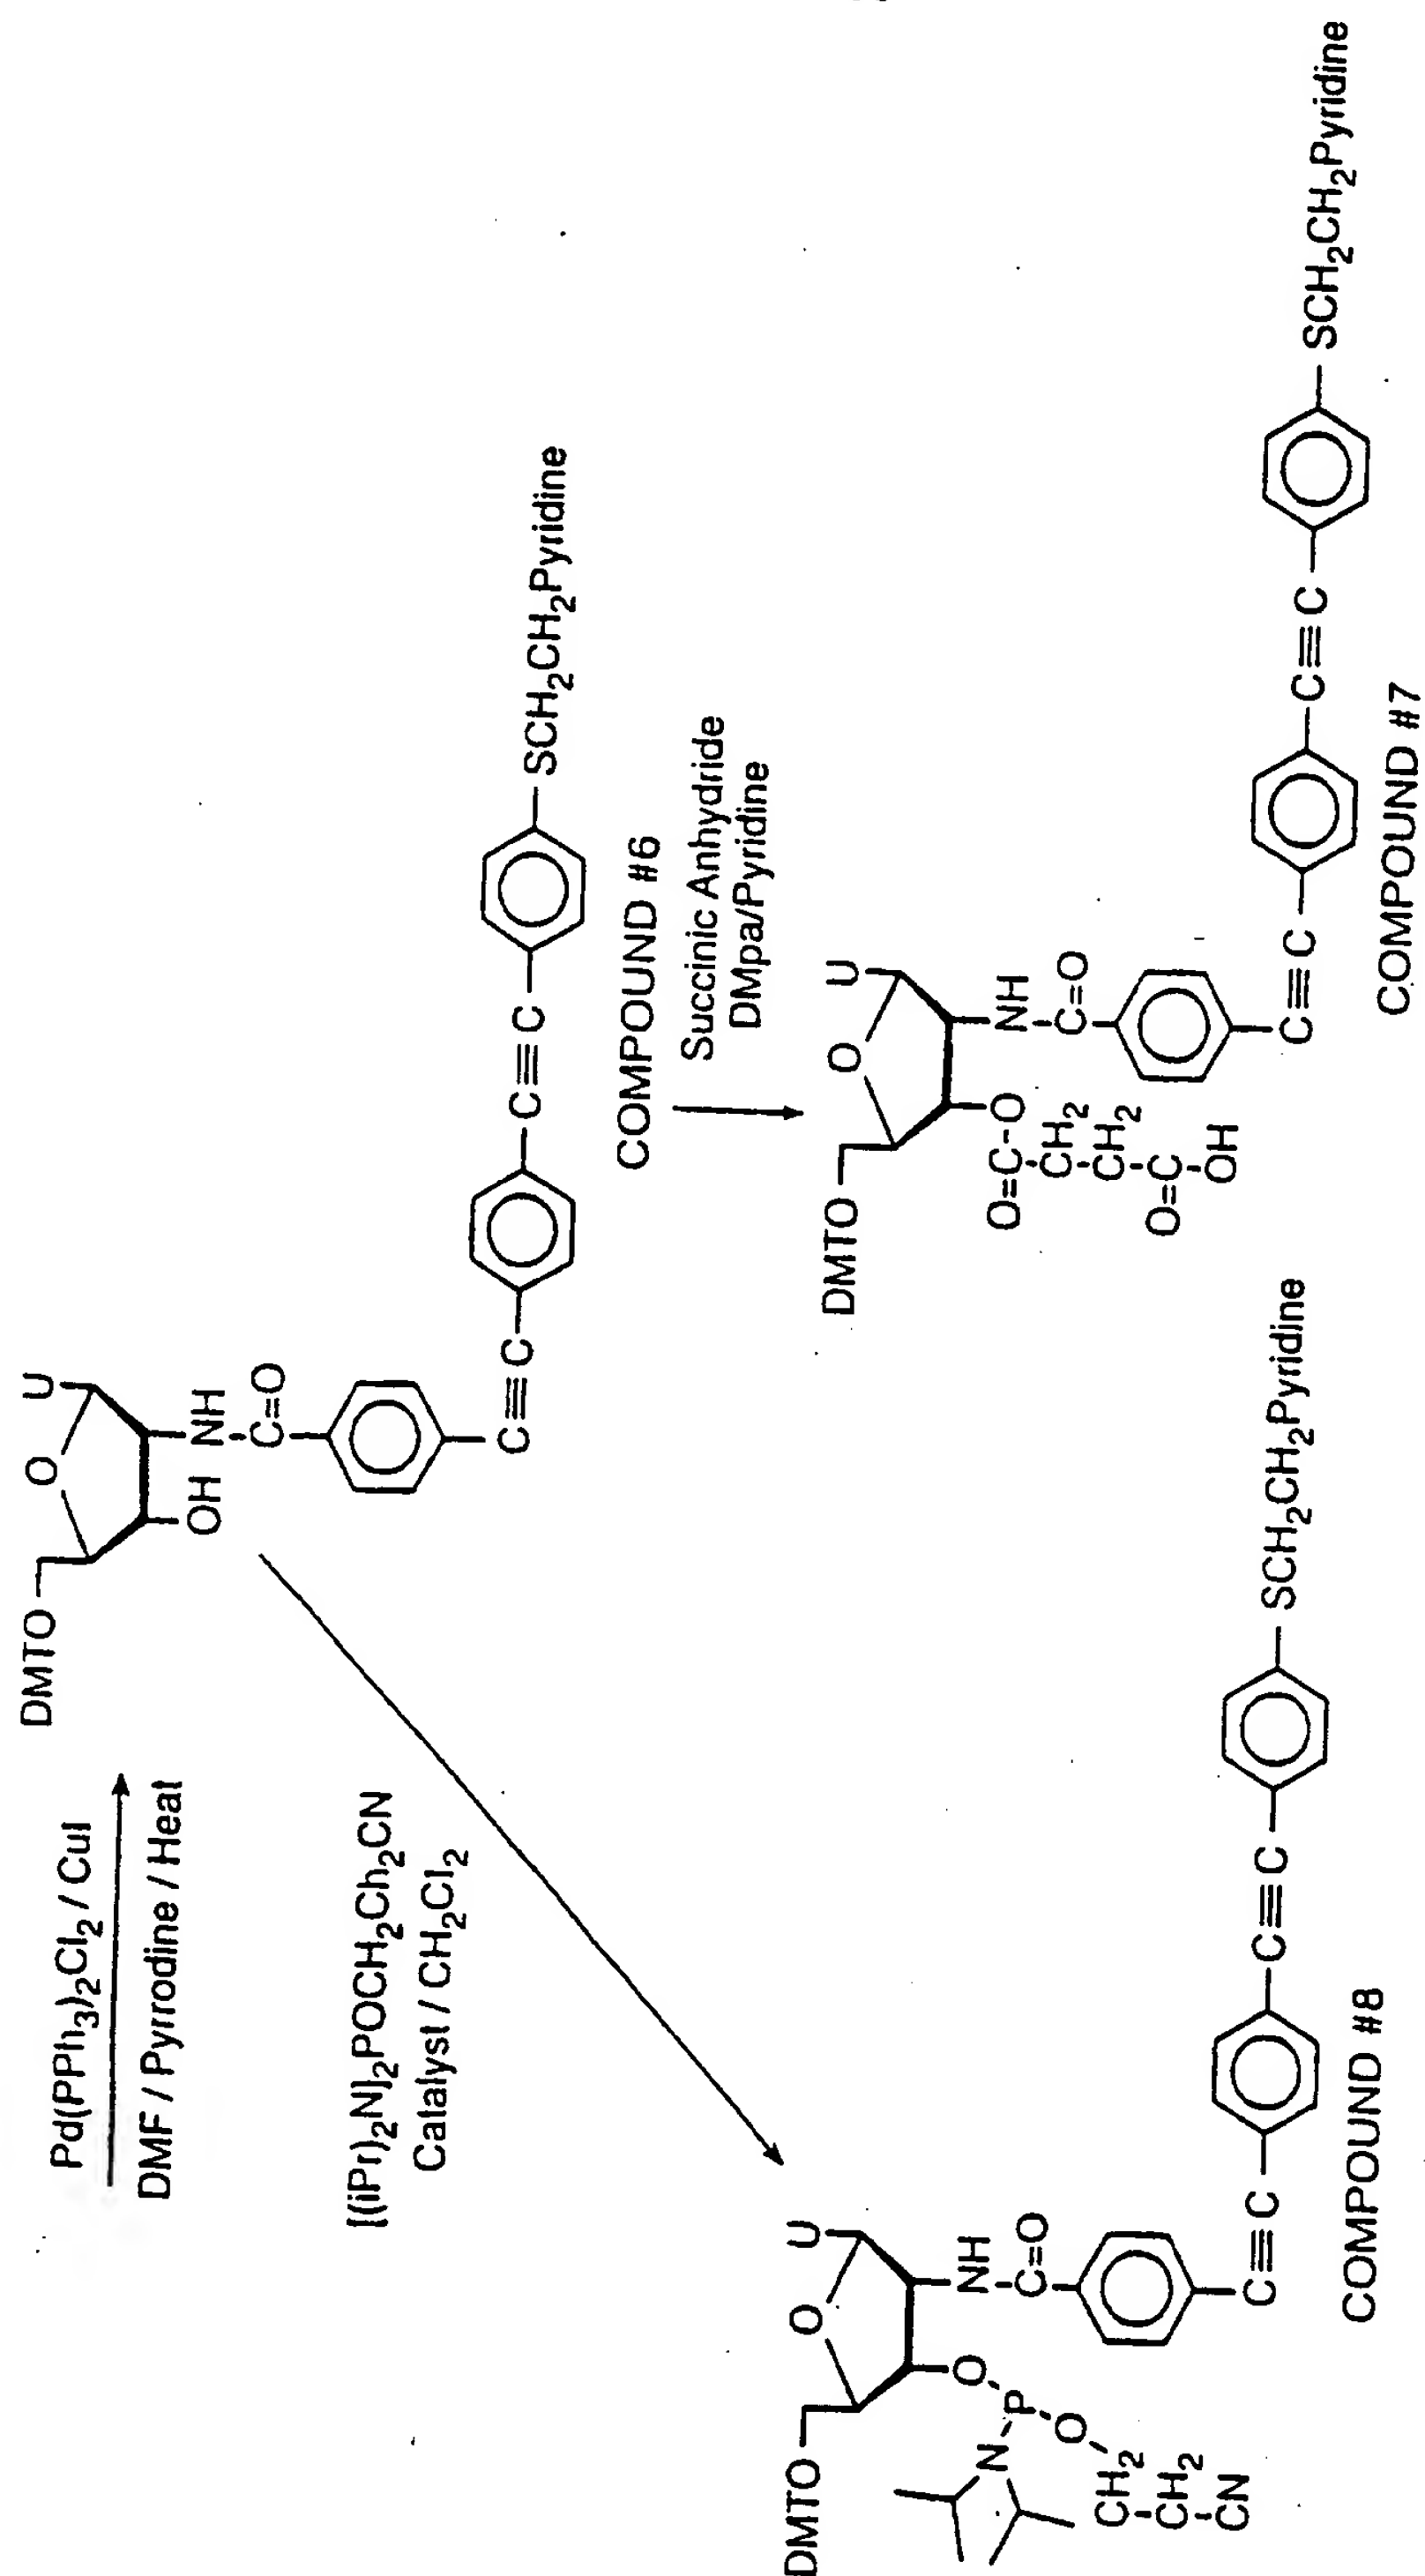 Pd(PPh3)2Cl2 / CuI
DMF / Pyrrodine / Heat
DMTO
O
U
OH
NH
C=O
C≡C
C≡C
SCH2CH2Pyridine
COMPOUND #6
[(iPr)2N]2POCH2Ch2CN
Catalyst / CH2Cl2
Succinic Anhydride
DMpa/Pyridine
DMTO
O
U
O
NH
P
C=O
N
O
CH2
CH2
CN
C≡C
C≡C
SCH2CH2Pyridine
COMPOUND #8
DMTO
O
U
O=C-O
NH
CH2
C=O
CH2
O=C-OH
C≡C
C≡C
SCH2CH2Pyridine
COMPOUND #7